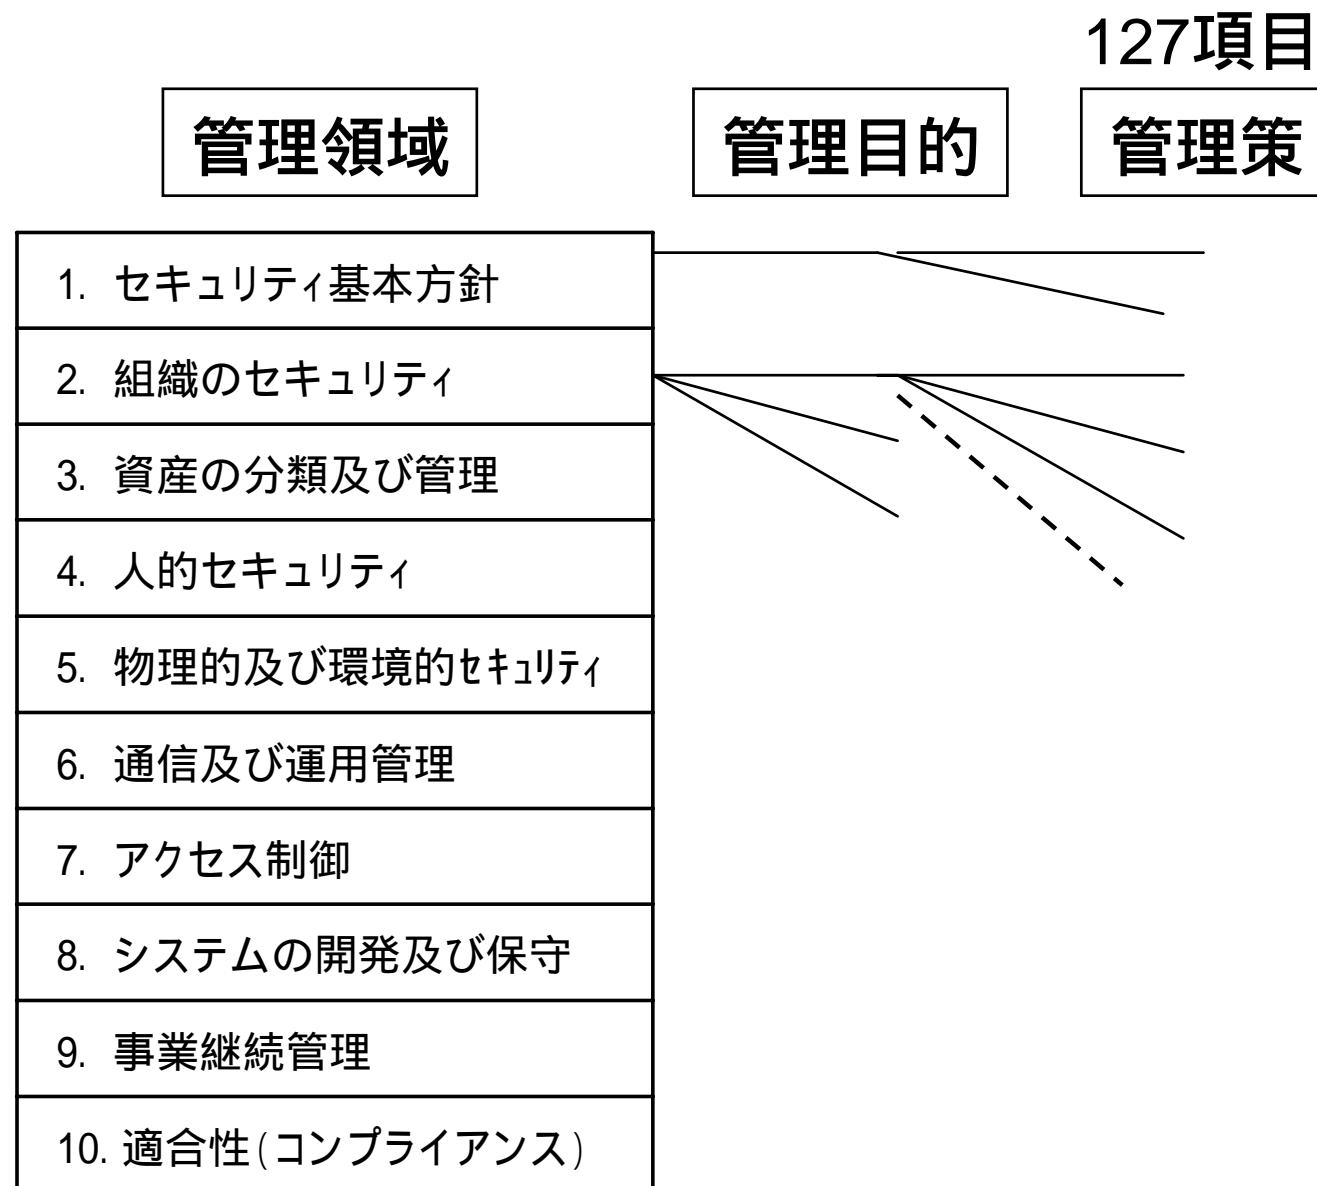 127項目
管理領域
管理目的
管理策
1. セキュリティ基本方針
2. 組織のセキュリティ
3. 資産の分類及び管理
4. 人的セキュリティ
5. 物理的及び環境的セキュリティ
6. 通信及び運用管理
7. アクセス制御
8. システムの開発及び保守
9. 事業継続管理
10. 適合性(コンプライアンス)